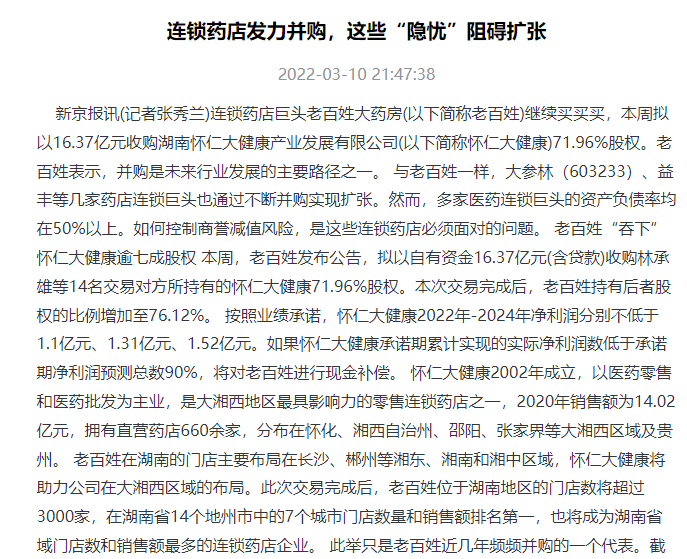 连锁药店发力并购，这些“隐忧”阻碍扩张
2022-03-10 21:47:38
新京报讯(记者张秀兰)连锁药店巨头老百姓大药房(以下简称老百姓)继续买买买，本周拟
以16.37亿元收购湖南怀仁大健康产业发展有限公司(以下简称怀仁大健康)71.96%股权。老
百姓表示，并购是未来行业发展的主要路径之一。 与老百姓一样，大参林（603233）、益
丰等几家药店连锁巨头也通过不断并购实现扩张。然而，多家医药连锁巨头的资产负债率均
在50%以上。如何控制商誉减值风险，是这些连锁药店必须面对的问题。 老百姓“吞下”
怀仁大健康逾七成股权 本周，老百姓发布公告，拟以自有资金16.37亿元(含贷款)收购林承
雄等14名交易对方所持有的怀仁大健康71.96%股权。本次交易完成后，老百姓持有后者股
权的比例增加至76.12%。 按照业绩承诺，怀仁大健康2022年-2024年净利润分别不低于
1.1亿元、1.31亿元、1.52亿元。如果怀仁大健康承诺期累计实现的实际净利润数低于承诺
期净利润预测总数90%，将对老百姓进行现金补偿。 怀仁大健康2002年成立，以医药零售
和医药批发为主业，是大湘西地区最具影响力的零售连锁药店之一，2020年销售额为14.02
亿元，拥有直营药店660余家，分布在怀化、湘西自治州、邵阳、张家界等大湘西区域及贵
州。 老百姓在湖南的门店主要布局在长沙、郴州等湘东、湘南和湘中区域，怀仁大健康将
助力公司在大湘西区域的布局。此次交易完成后，老百姓位于湖南地区的门店数将超过
3000家，在湖南省14个地州市中的7个城市门店数量和销售额排名第一，也将成为湖南省
域门店数和销售额最多的连锁药店企业。 此举只是老百姓近几年频频并购的一个代表。截